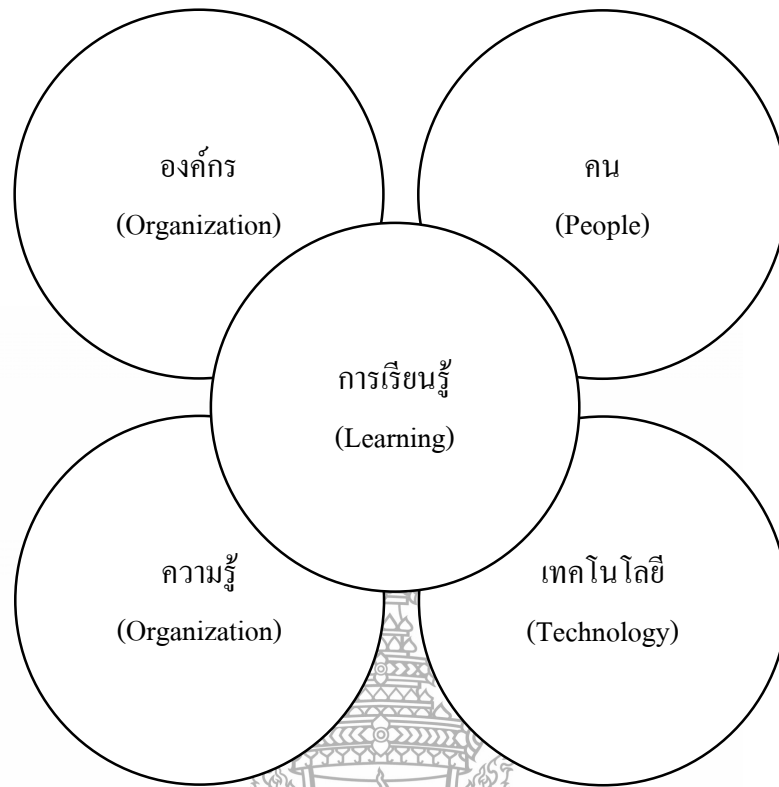 องค์กร
(Organization)
คน
(People)
การเรียนรู้
(Learning)
ความรู้
(Organization)
เทคโนโลยี
(Technology)